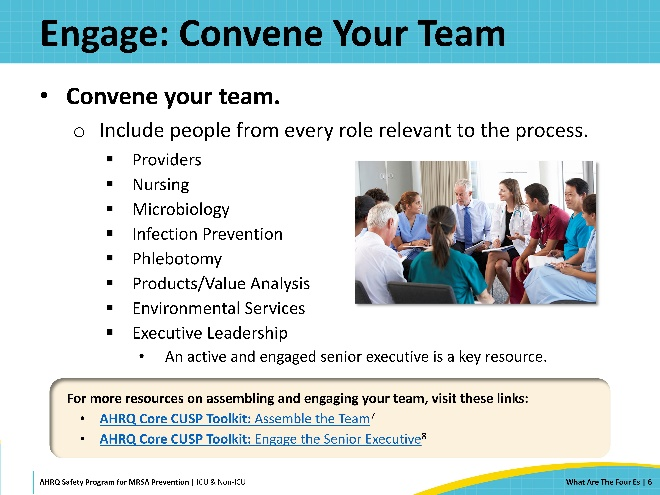 Engage: Convene Your Team
• Convene your team.
o Include people from every role relevant to the process.
▪ Providers
▪ Nursing
▪ Microbiology
▪ Infection Prevention
▪ Phlebotomy
▪ Products/Value Analysis
▪ Environmental Services
▪ Executive Leadership
• An active and engaged senior executive is a key resource.
For more resources on assembling and engaging your team, visit these links:
• AHRQ Core CUSP Toolkit: Assemble the Team⁷
• AHRQ Core CUSP Toolkit: Engage the Senior Executive⁸
AHRQ Safety Program for MRSA Prevention | ICU & Non-ICU
What Are The Four Es | 6